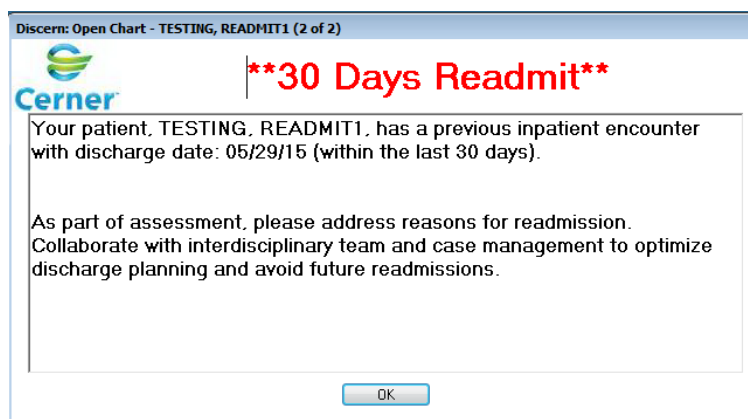 Discern: Open Chart - TESTING, READMIT1 (2 of 2)
Cerner
**30 Days Readmit**
Your patient, TESTING, READMIT1, has a previous inpatient encounter
with discharge date: 05/29/15 (within the last 30 days).
As part of assessment, please address reasons for readmission.
Collaborate with interdisciplinary team and case management to optimize
discharge planning and avoid future readmissions.
OK